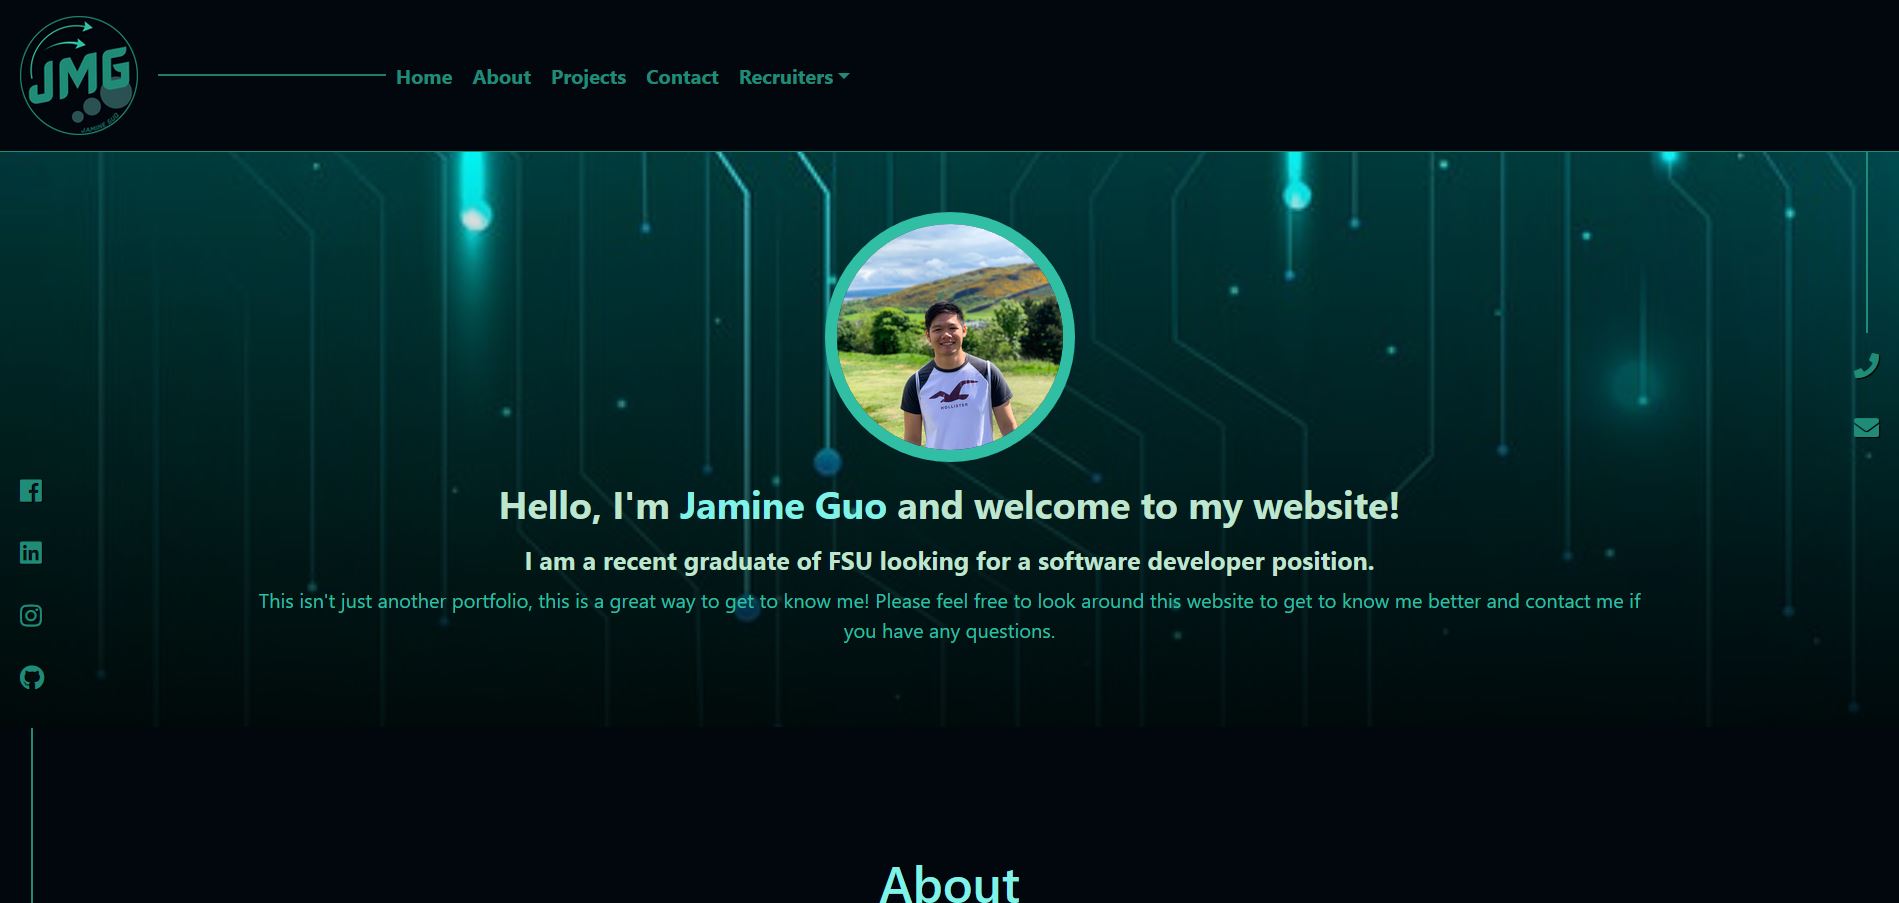 JMG
JAMINE GUO
Home About Projects Contact Recruiters
HOLLISTER
Hello, I'm Jamine Guo and welcome to my website!
I am a recent graduate of FSU looking for a software developer position.
This isn't just another portfolio, this is a great way to get to know me! Please feel free to look around this website to get to know me better and contact me if
you have any questions.
in
About